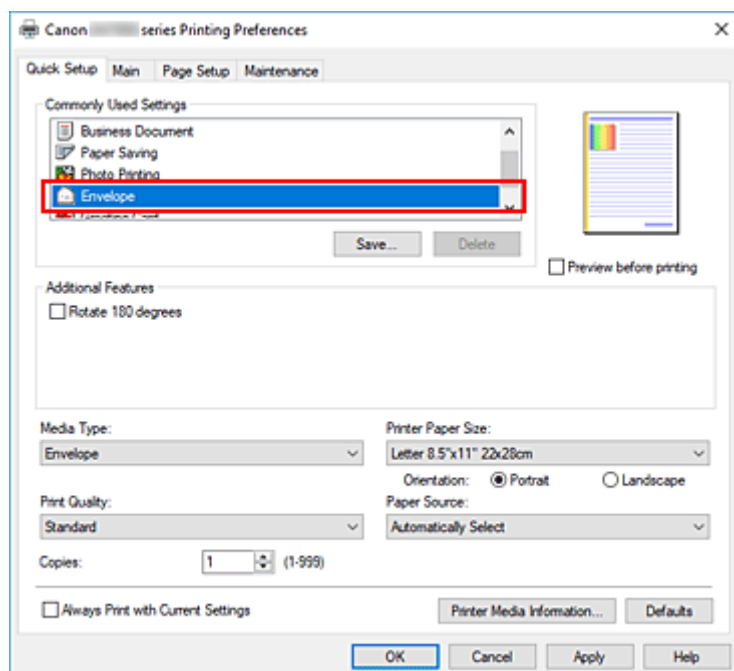 Canon series Printing Preferences
Quick Setup Main Page Setup Maintenance
Commonly Used Settings
Business Document
Paper Saving
Photo Printing
Envelope
Save... Delete
Preview before printing
Additional Features
Rotate 180 degrees
Media Type: Printer Paper Size:
Envelope Letter 8.5"x11" 22x28cm
Orientation: Portrait Landscape
Print Quality: Paper Source:
Standard Automatically Select
Copies: 1 (1-999)
Always Print with Current Settings Printer Media Information... Defaults
OK Cancel Apply Help